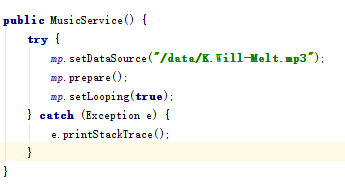 public MusicService() {
try {
mp.setDataSource("/data/K.Will-Melt.mp3");
mp.prepare();
mp.setLooping(true);
} catch (Exception e) {
e.printStackTrace();
}
}